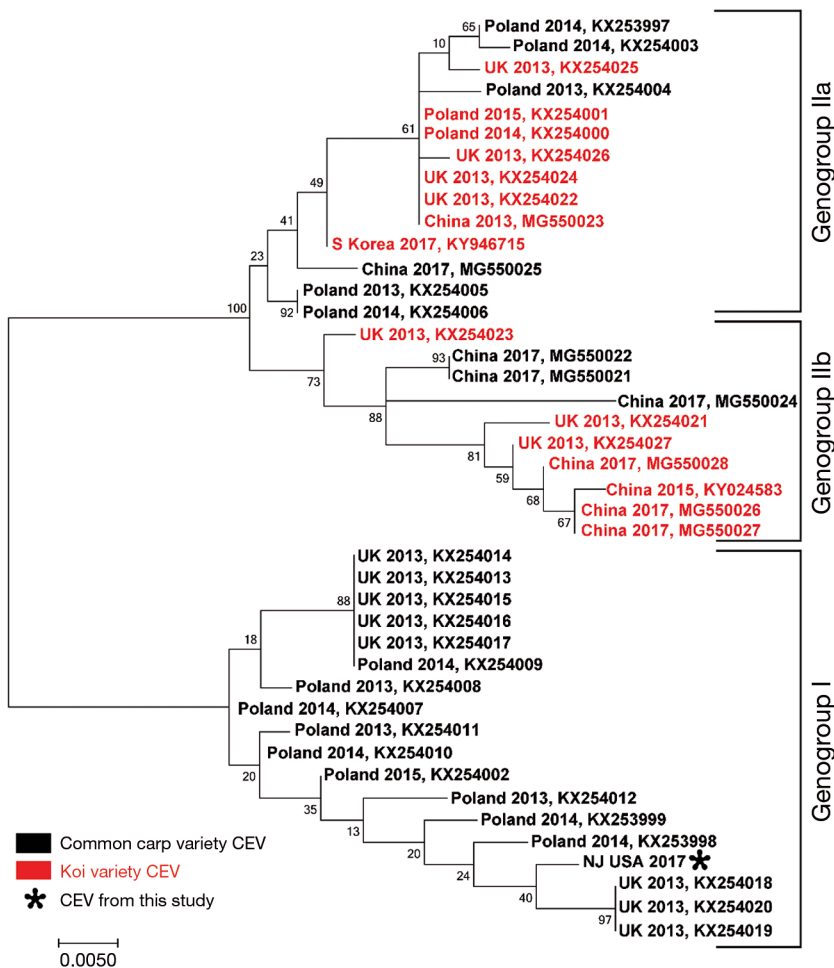 Poland 2014, KX253997
65
10
Poland 2014, KX254003
UK 2013, KX254025
Poland 2013, KX254004
Poland 2015, KX254001
61
Poland 2014, KX254000
UK 2013, KX254026
UK 2013, KX254024
49
UK 2013, KX254022
41
China 2013, MG550023
S Korea 2017, KY946715
23
China 2017, MG550025
Poland 2013, KX254005
100
92
Poland 2014, KX254006
Genogroup IIa
UK 2013, KX254023
93
China 2017, MG550022
73
China 2017, MG550021
China 2017, MG550024
88
UK 2013, KX254021
81
UK 2013, KX254027
China 2017, MG550028
59
China 2015, KY024583
68
China 2017, MG550026
67
China 2017, MG550027
Genogroup IIb
UK 2013, KX254014
UK 2013, KX254013
88
UK 2013, KX254015
UK 2013, KX254016
18
UK 2013, KX254017
Poland 2014, KX254009
Poland 2013, KX254008
Poland 2014, KX254007
Poland 2013, KX254011
Poland 2014, KX254010
20
Poland 2015, KX254002
35
Poland 2013, KX254012
13
Poland 2014, KX253999
20
Poland 2014, KX253998
24
NJ USA 2017
40
UK 2013, KX254018
UK 2013, KX254020
97
UK 2013, KX254019
Genogroup I
Common carp variety CEV
Koi variety CEV
CEV from this study
0.0050